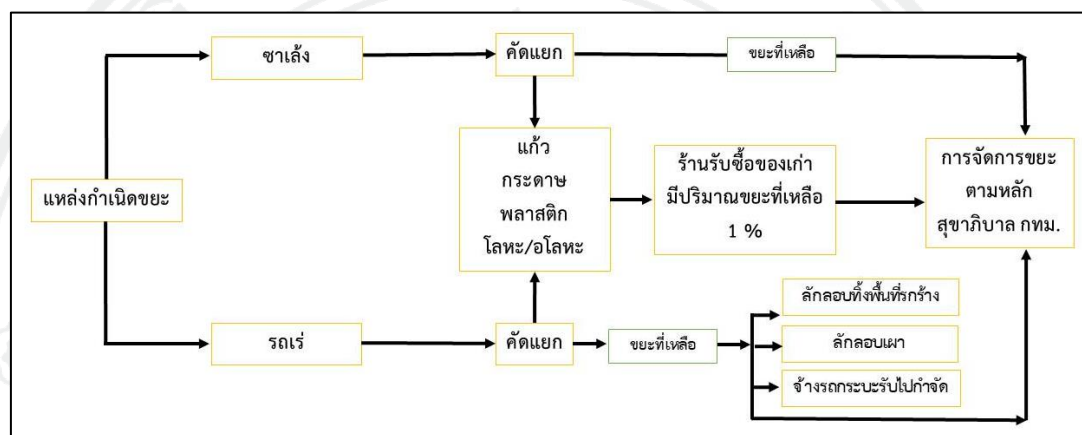 ซาเล้ง
คัดแยก
ขยะที่เหลือ
แหล่งกำเนิดขยะ
แก้ว
กระดาษ
พลาสติก
โลหะ/อโลหะ
ร้านรับซื้อของเก่า
มีปริมาณขยะที่เหลือ
1 %
การจัดการขยะ
ตามหลัก
สุขาภิบาล กทม.
รถเร่
คัดแยก
ขยะที่เหลือ
ลักลอบทิ้งพื้นที่รกร้าง
ลักลอบเผา
จ้างรถกระบะรับไปกำจัด